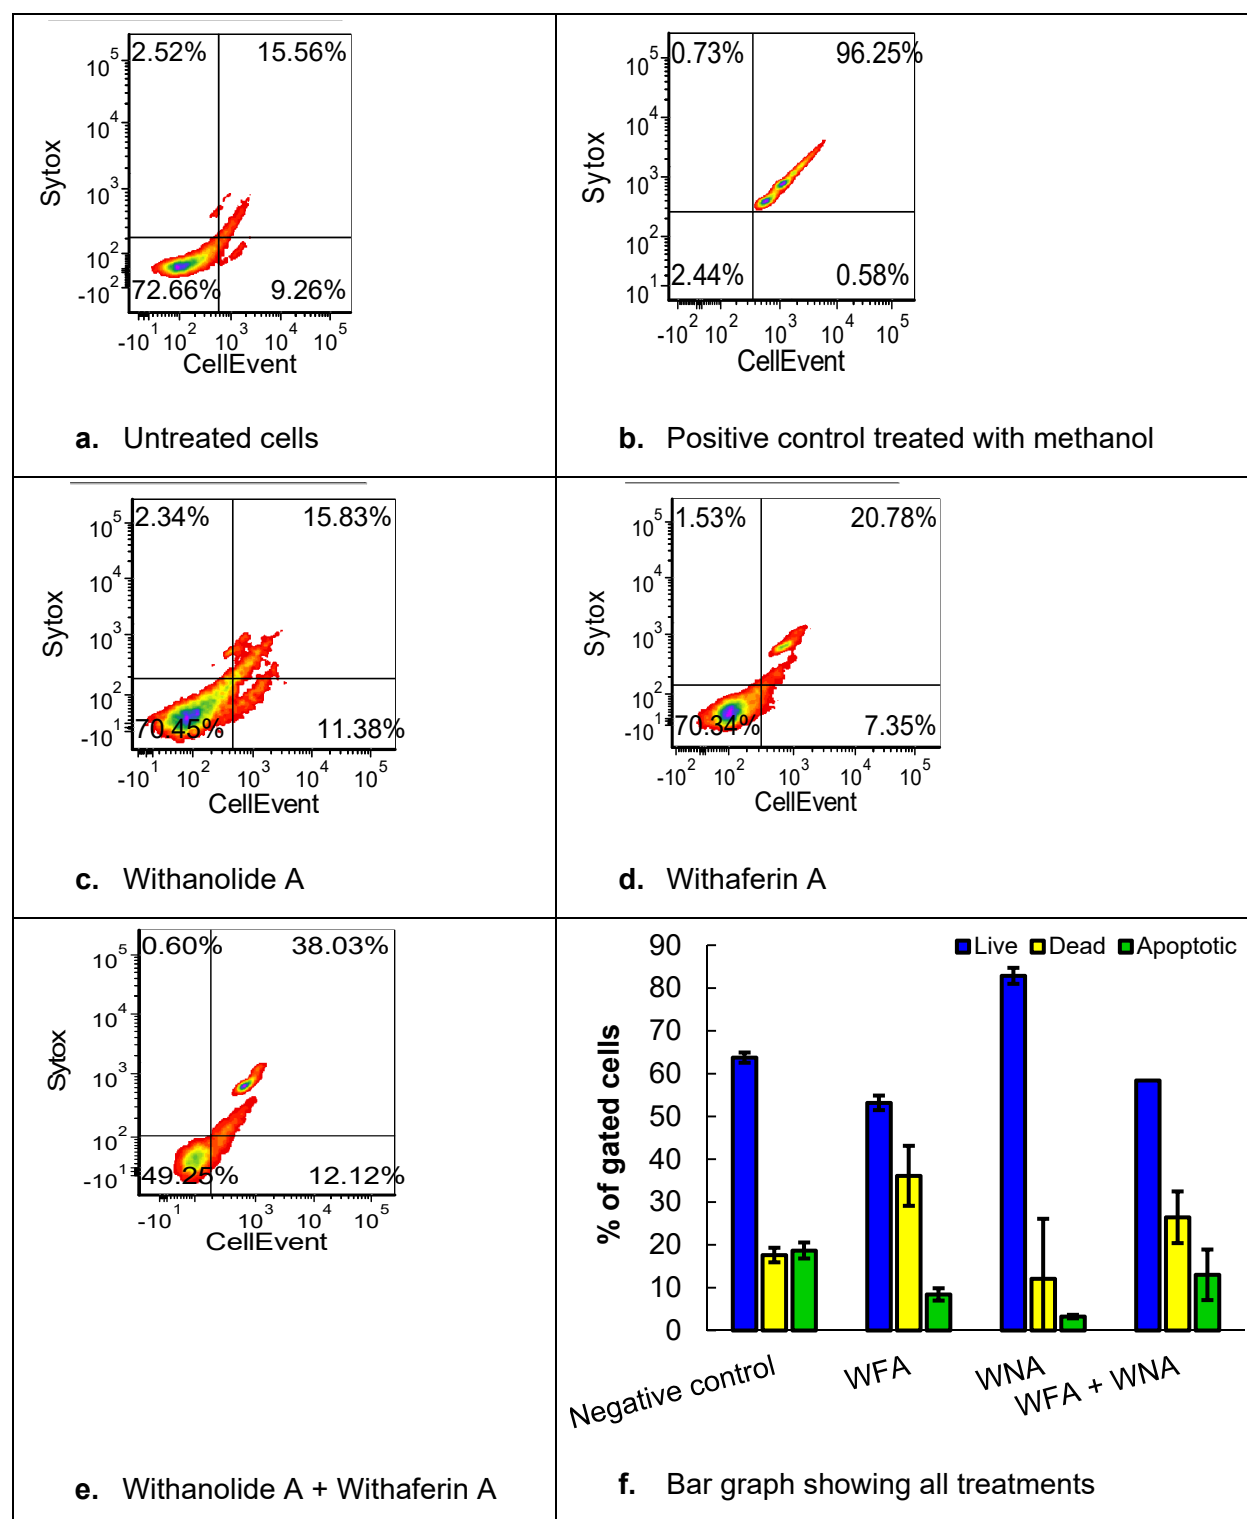 2.52% 15.56%
10^5
10^4
10^3
10^2
-10^2
Sytox
72.66% 9.26%
-10^1 10^2 10^3 10^4 10^5
CellEvent
a. Untreated cells
0.73% 96.25%
10^5
10^4
10^3
10^2
10^1
Sytox
2.44% 0.58%
-10^2 10^2 10^3 10^4 10^5
CellEvent
b. Positive control treated with methanol
2.34% 15.83%
10^5
10^4
10^3
10^2
-10^1
Sytox
70.45% 11.38%
-10^1 10^2 10^3 10^4 10^5
CellEvent
c. Withanolide A
1.53% 20.78%
10^5
10^4
10^3
10^2
-10^1
Sytox
70.34% 7.35%
-10^2 10^2 10^3 10^4 10^5
CellEvent
d. Withaferin A
0.60% 38.03%
10^5
10^4
10^3
10^2
-10^1
Sytox
49.25% 12.12%
-10^1 10^3 10^4 10^5
CellEvent
e. Withanolide A + Withaferin A
Live Dead Apoptotic
90
80
70
60
50
40
30
20
10
0
% of gated cells
Negative control WFA WNA WFA + WNA
f. Bar graph showing all treatments